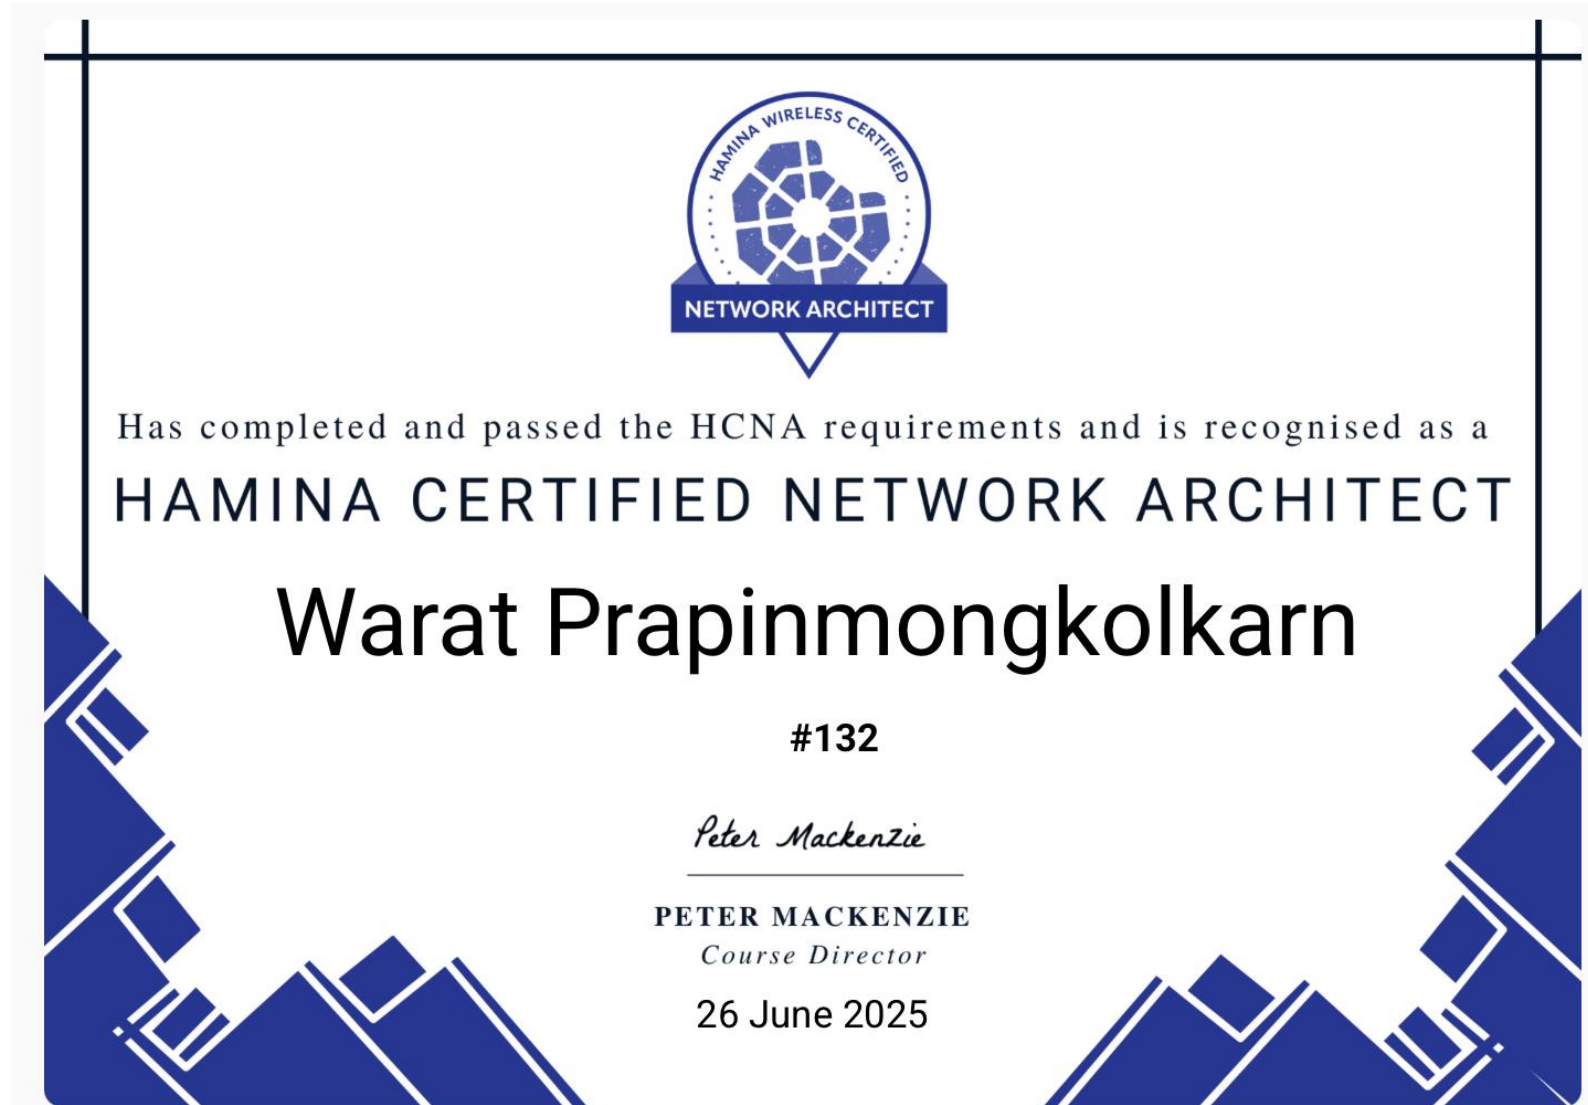 HAMINA WIRELESS CERTIFIED
NETWORK ARCHITECT
Has completed and passed the HCNA requirements and is recognised as a
HAMINA CERTIFIED NETWORK ARCHITECT
Warat Prapinmongkolkarn
#132
Peter Mackenzie
PETER MACKENZIE
Course Director
26 June 2025